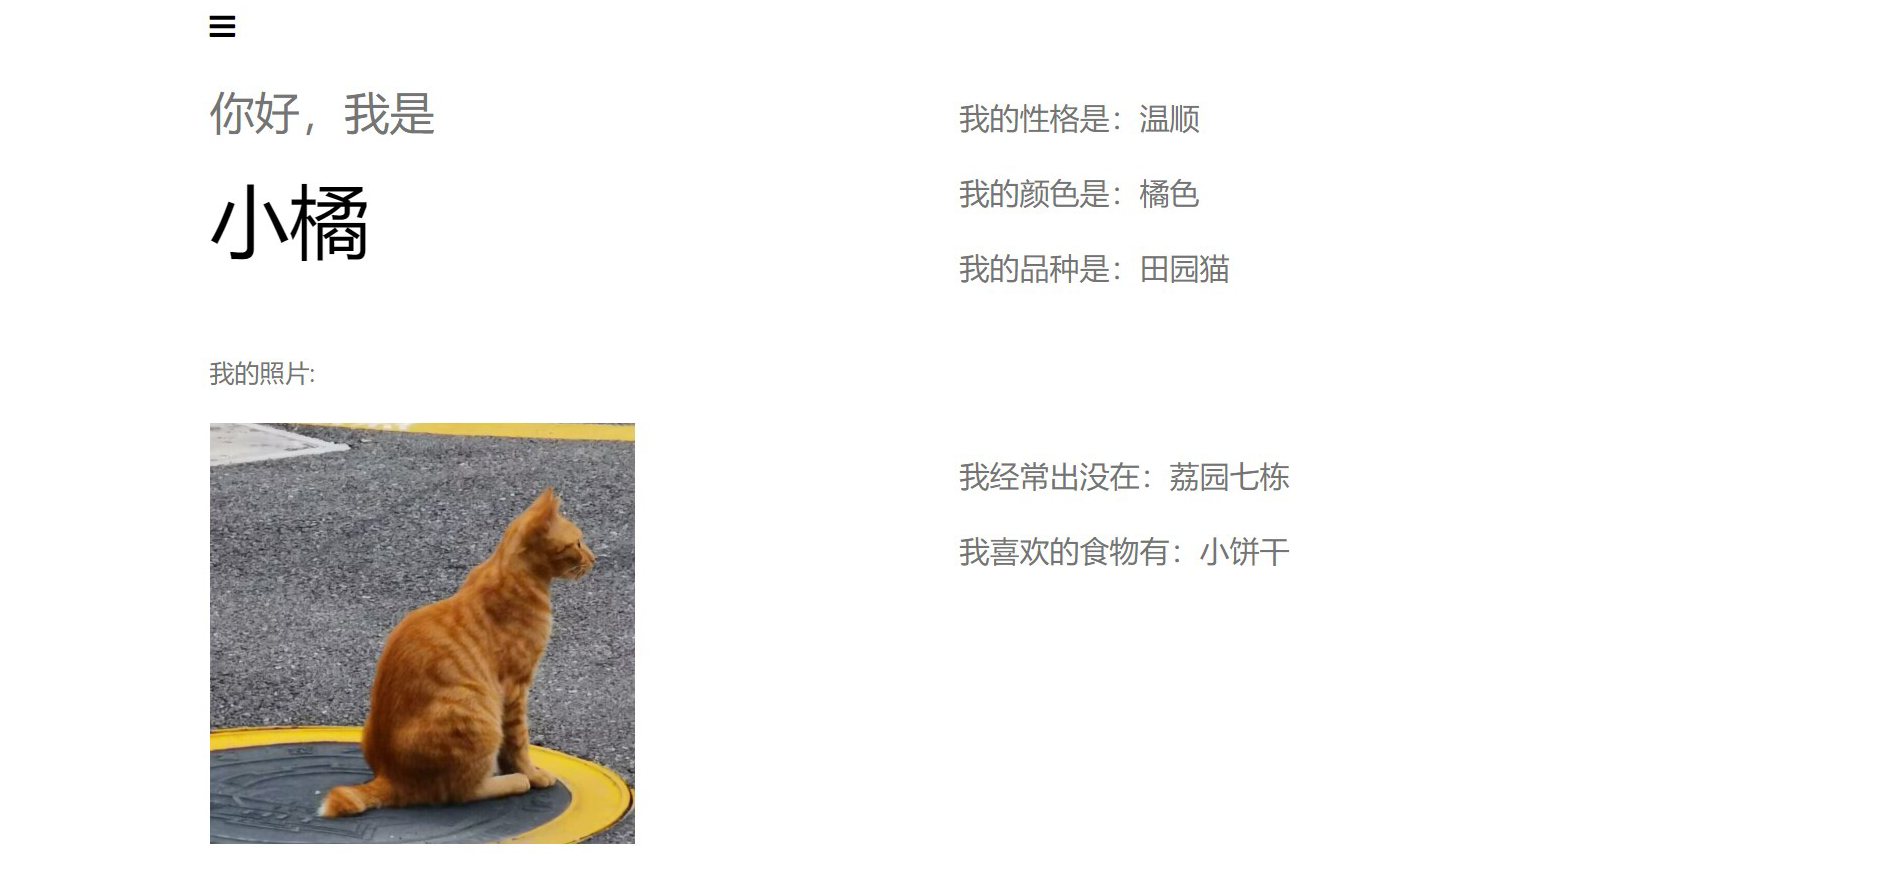 你好，我是
小橘
我的照片:
我的性格是：温顺
我的颜色是：橘色
我的品种是：田园猫
我经常出没在：荔园七栋
我喜欢的食物有：小饼干